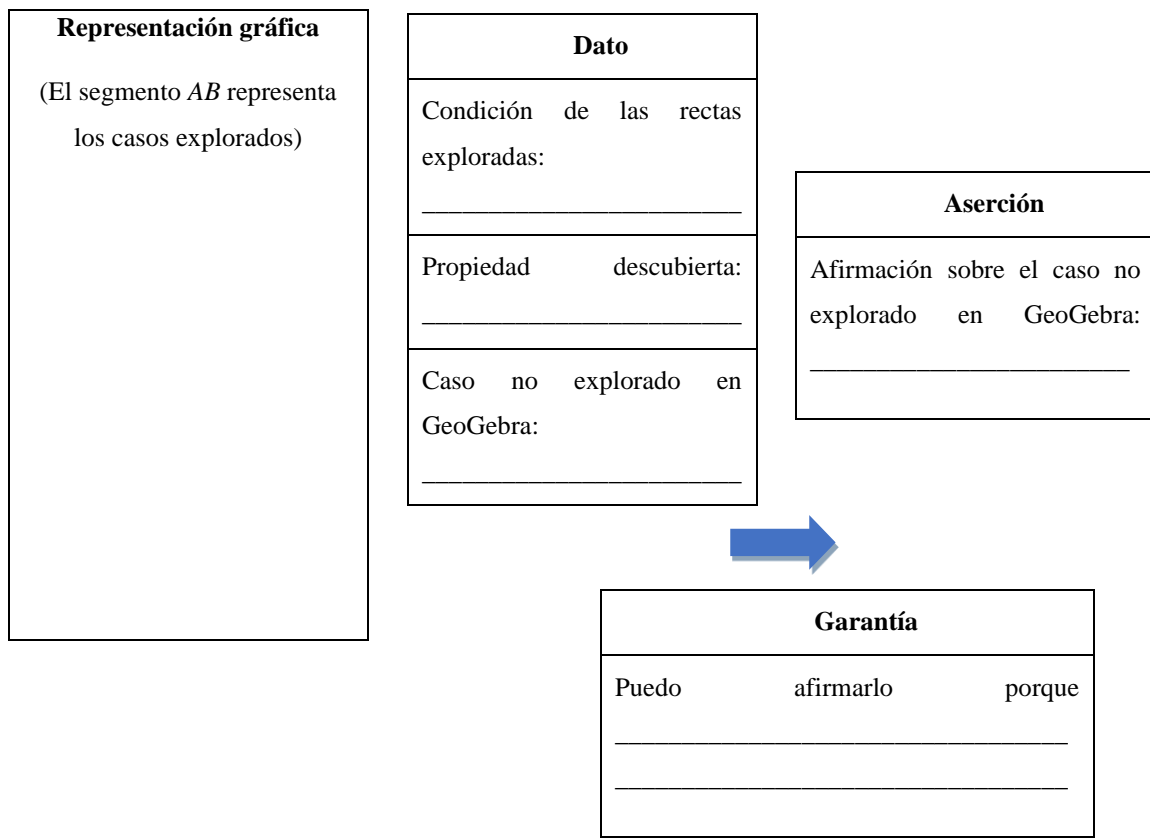 Representación gráfica
(El segmento AB representa
los casos explorados)
Dato
Condición de las rectas
exploradas:
________________________
Propiedad descubierta:
________________________
Caso no explorado en
GeoGebra:
________________________
Aserción
Afirmación sobre el caso no
explorado en GeoGebra:
________________________
Garantía
Puedo afirmarlo porque
__________________________________
__________________________________